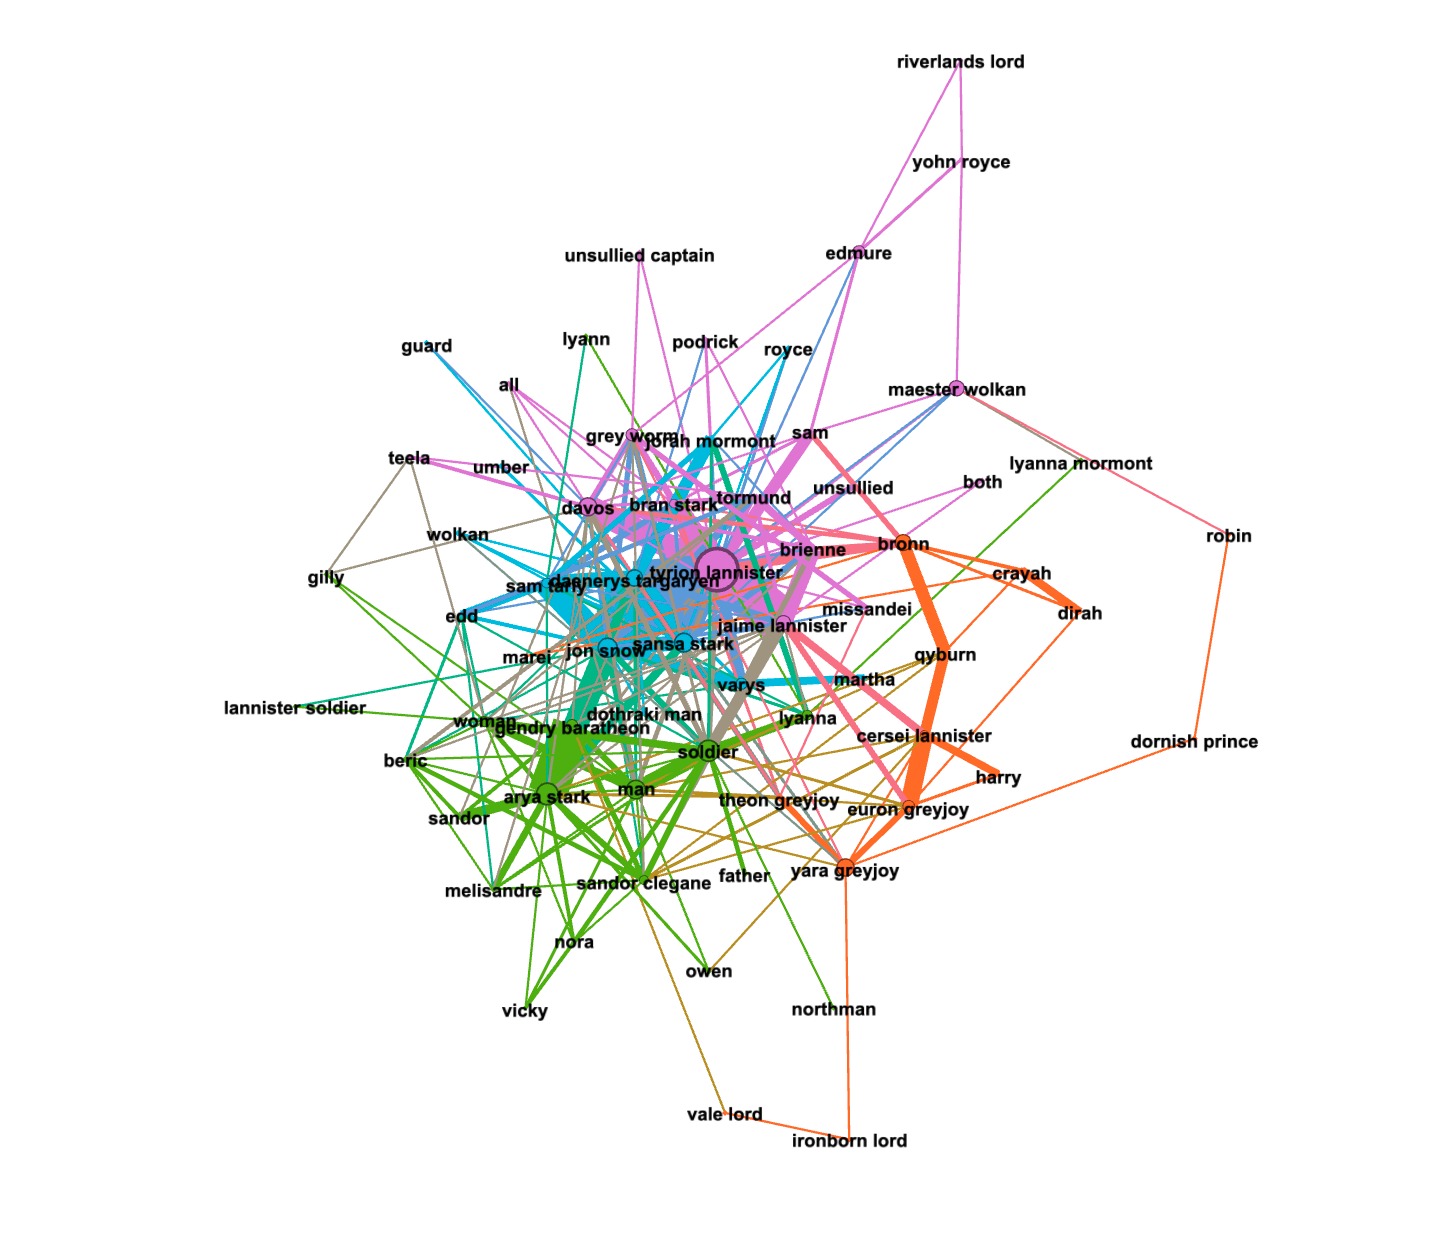 riverlands lord
yohn royce
edmure
unsullied captain
lyann
podrick
guard
royce
all
maester wolkan
grey worm
jorah mormont
sam
teela
umber
lyanna mormont
both
unsullied
tormund
bran stark
davos
wolkan
robin
bronn
brienne
tyrion lannister
crayah
gilly
sam tarly
daenerys targaryen
missandei
dirah
edd
jaime lannister
sansa stark
jon snow
marei
qyburn
martha
varys
lannister soldier
dothraki man
lyanna
woman
gendry baratheon
cersei lannister
dornish prince
soldier
beric
harry
arya stark
man
theon greyjoy
euron greyjoy
sandor
yara greyjoy
father
sandor clegane
melisandre
nora
owen
vicky
northman
vale lord
ironborn lord